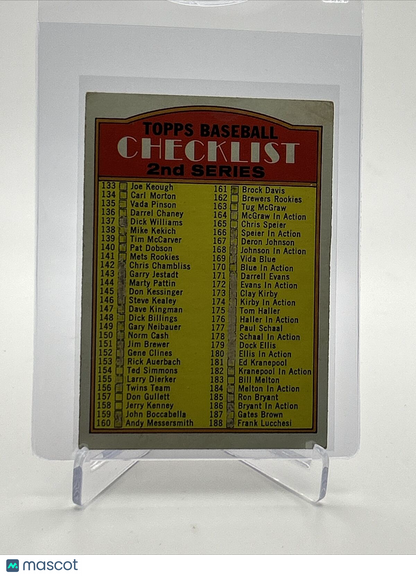 TOPPS BASEBALL
CHECKLIST
2nd SERIES
133 Joe Keough
134 Carl Morton
135 Vada Pinson
136 Darrel Chaney
137 Dick Williams
138 Mike Kekich
139 Tim McCarver
140 Pat Dobson
141 Mets Rookies
142 Chris Chambliss
143 Garry Jestadt
144 Marty Pattin
145 Don Kessinger
146 Steve Kealey
147 Dave Kingman
148 Dick Billings
149 Gary Neibauer
150 Norm Cash
151 Jim Brewer
152 Gene Clines
153 Rick Auerbach
154 Ted Simmons
155 Larry Dierker
156 Twins Team
157 Don Gullett
158 Jerry Kenney
159 John Boccabella
160 Andy Messersmith
161 Brock Davis
162 Brewers Rookies
163 Tug McGraw
164 McGraw In Action
165 Chris Speier
166 Speier In Action
167 Deron Johnson
168 Johnson In Action
169 Vida Blue
170 Blue In Action
171 Darrell Evans
172 Evans In Action
173 Clay Kirby
174 Kirby In Action
175 Tom Haller
176 Haller In Action
177 Paul Schaal
178 Schaal In Action
179 Dock Ellis
180 Ellis In Action
181 Ed Kranepool
182 Kranepool In Action
183 Bill Melton
184 Melton In Action
185 Ron Bryant
186 Bryant In Action
187 Gates Brown
188 Frank Lucchesi
mascot